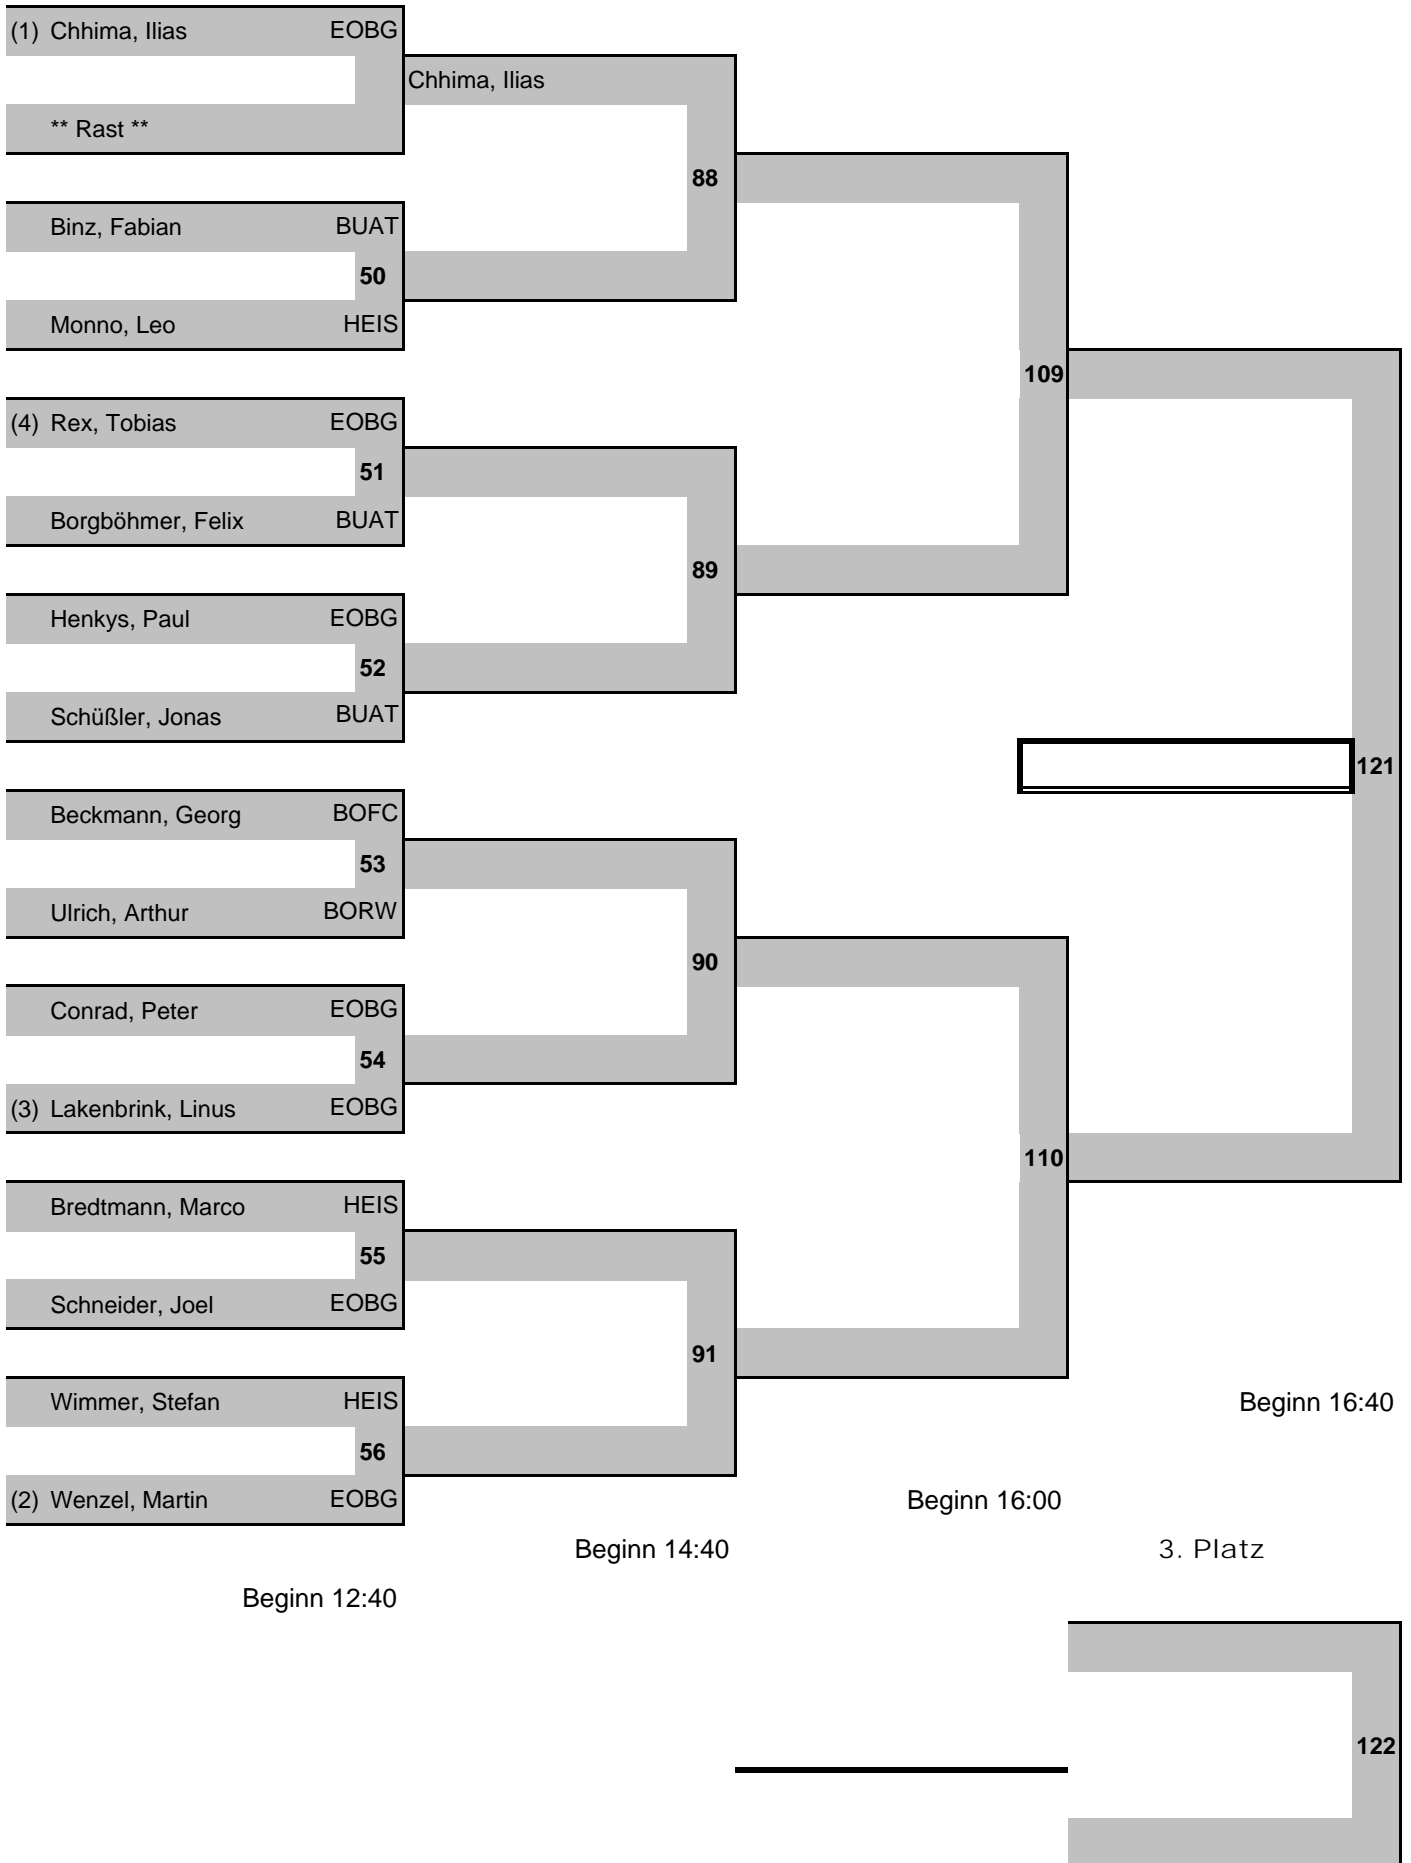 (1) Chhima, Ilias EOBG
Chhima, Ilias
** Rast **
88
Binz, Fabian BUAT
50
Monno, Leo HEIS
109
(4) Rex, Tobias EOBG
51
Borgböhmer, Felix BUAT
89
Henkys, Paul EOBG
52
Schüßler, Jonas BUAT
121
Beckmann, Georg BOFC
53
Ulrich, Arthur BORW
90
Conrad, Peter EOBG
54
(3) Lakenbrink, Linus EOBG
110
Bredtmann, Marco HEIS
55
Schneider, Joel EOBG
91
Wimmer, Stefan HEIS
Beginn 16:40
56
(2) Wenzel, Martin EOBG
Beginn 16:00
Beginn 14:40
3. Platz
Beginn 12:40
122